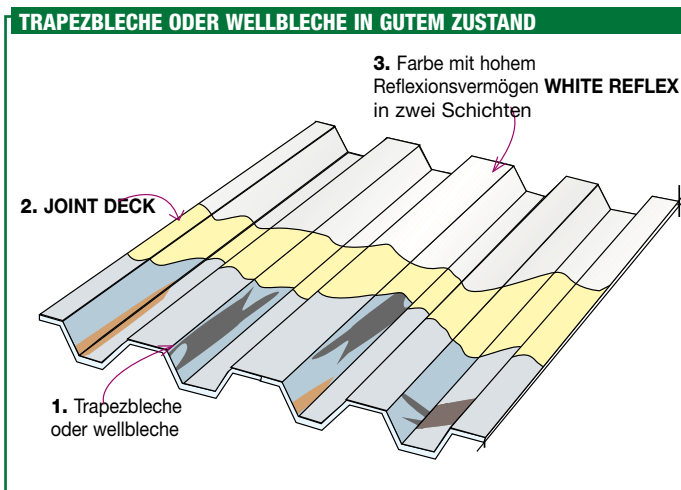 TRAPEZBLECHE ODER WELLBLECHE IN GUTEM ZUSTAND
3. Farbe mit hohem
Reflexionsvermögen WHITE REFLEX
in zwei Schichten
2. JOINT DECK
1. Trapezbleche
oder wellbleche